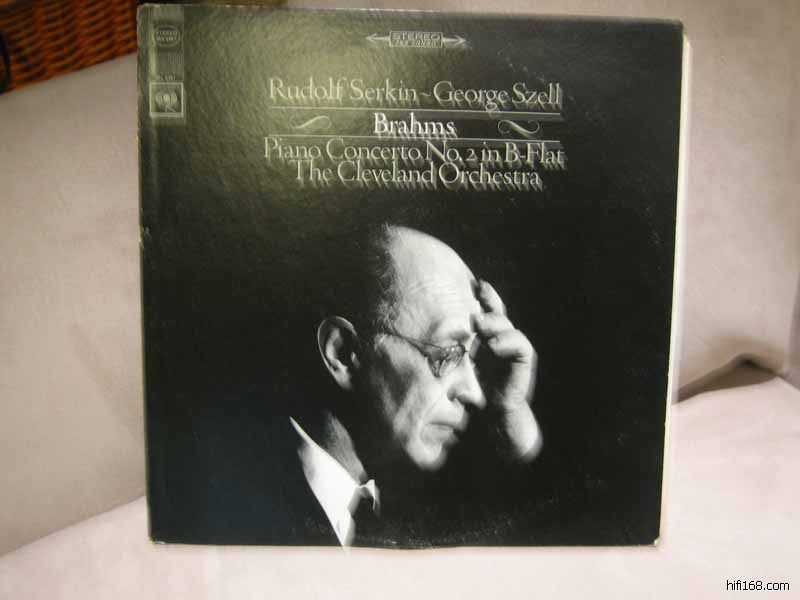 STEREO
Rudolf Serkin~George Szell
Brahms
Piano Concerto No. 2 in B-Flat
The Cleveland Orchestra
hifi168.com